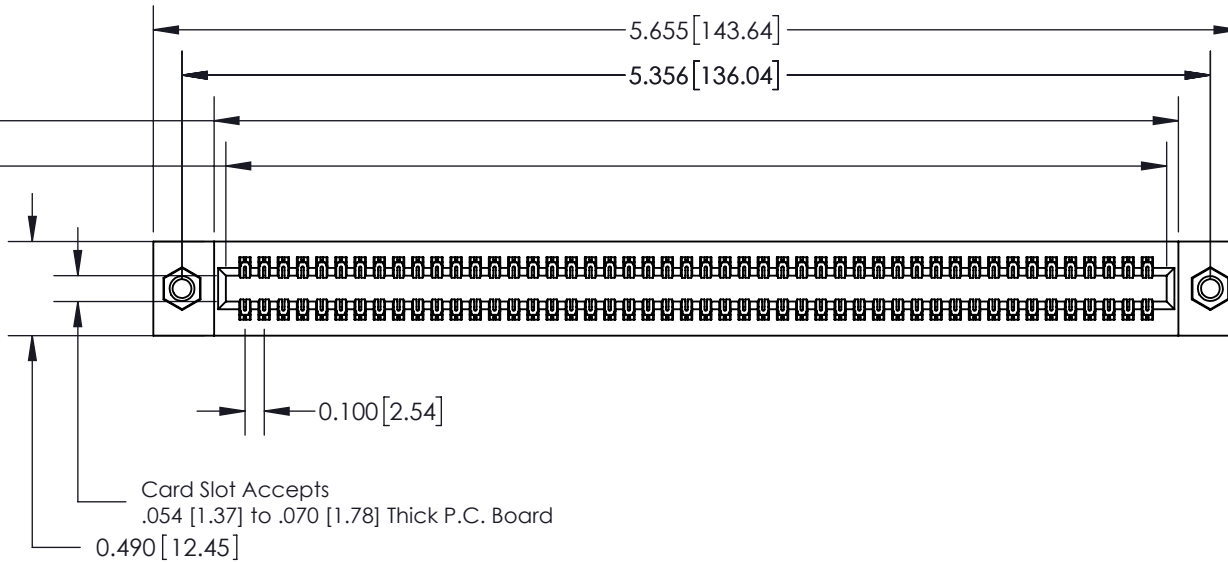 5.655[143.64]
5.356[136.04]
0.100[2.54]
Card Slot Accepts
.054 [1.37] to .070 [1.78] Thick P.C. Board
0.490[12.45]